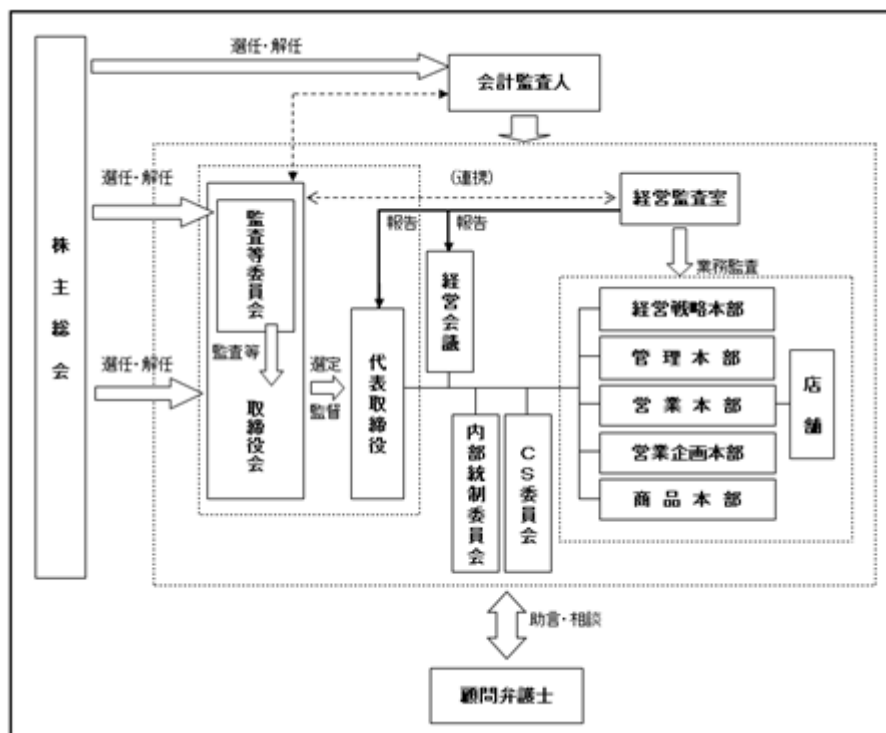 選任・解任
会計監査人
選任・解任
(連携)
経営監査室
監査等委員会
報告
報告
業務監査
株主総会
経営会議
経営戦略本部
代表取締役
管理本部
店舗
選任・解任
監査等
選定
監督
営業本部
取締役会
内部統制委員会
CS委員会
営業企画本部
商品本部
助言・相談
顧問弁護士